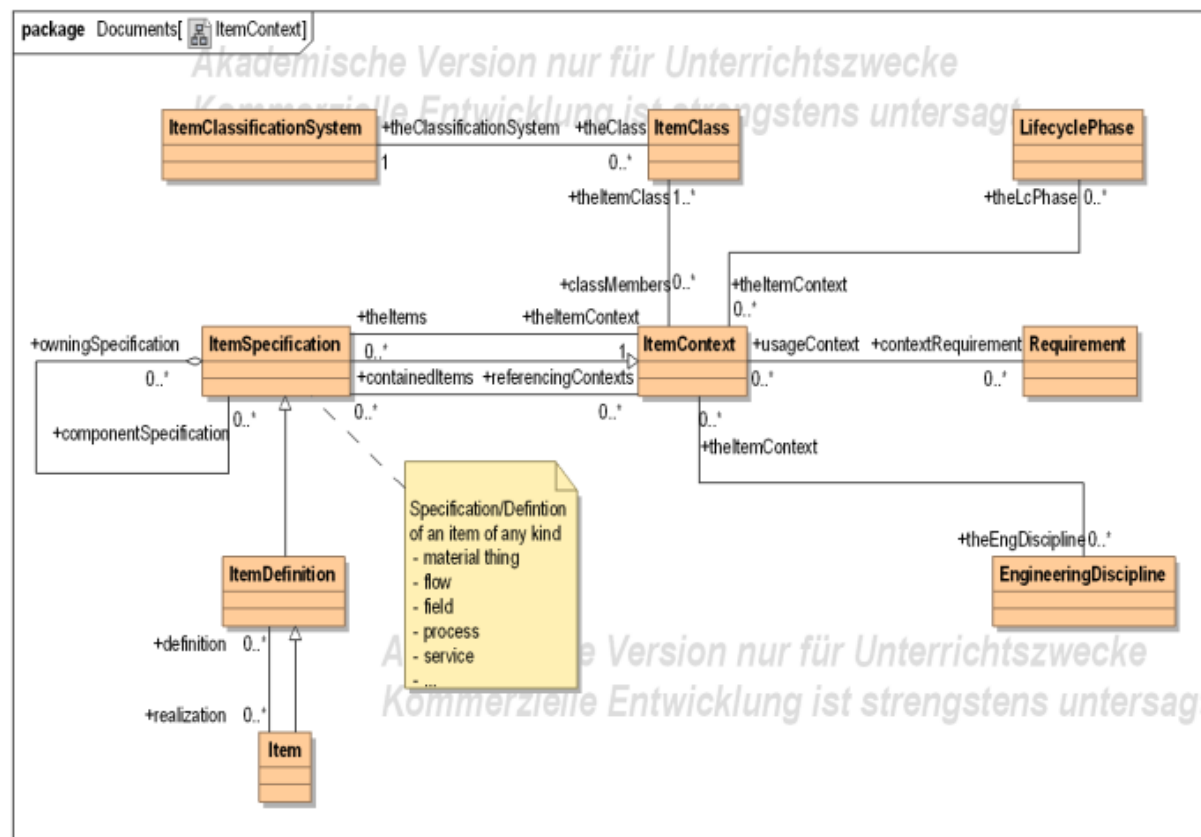 package Documents[ ItemContext]
Akademische Version nur für Unterrichtszwecke
Kommerzielle Entwicklung ist strengstens untersagt
ItemClassificationSystem
+theClassificationSystem
+theClass
1
0..*
ItemClass
LifecyclePhase
+theItemClass 1..*
+theLcPhase 0..*
+classMembers 0..*
+theItemContext
0..*
+owningSpecification
0..*
ItemSpecification
+theItems
+theItemContext
0..*
1
+containedItems
+referencingContexts
0..*
0..*
ItemContext
+usageContext
+contextRequirement
0..*
0..*
Requirement
0..*
+componentSpecification
0..*
+theItemContext
Specification/Defintion
of an item of any kind
- material thing
- flow
- field
- process
- service
- ...
+theEngDiscipline 0..*
EngineeringDiscipline
ItemDefinition
+definition 0..*
+realization 0..*
Item
Akademische Version nur für Unterrichtszwecke
Kommerzielle Entwicklung ist strengstens untersagt